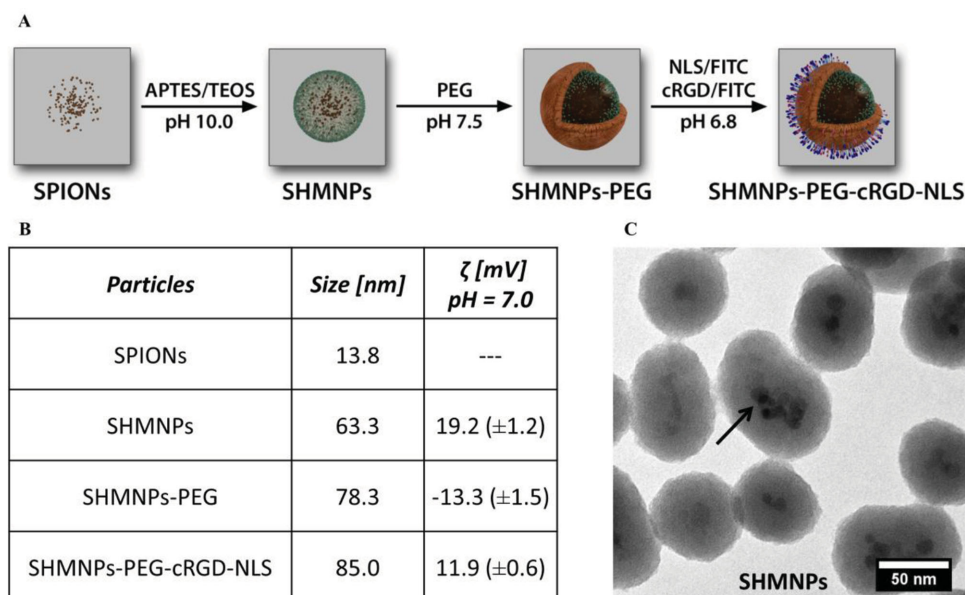 A
APTES/TEOS
pH 10.0
PEG
pH 7.5
NLS/FITC
cRGD/FITC
pH 6.8
SPIONs
SHMNPs
SHMNPs-PEG
SHMNPs-PEG-cRGD-NLS
B
Particles Size [nm] ζ [mV]
pH = 7.0
SPIONs 13.8 ---
SHMNPs 63.3 19.2 (±1.2)
SHMNPs-PEG 78.3 -13.3 (±1.5)
SHMNPs-PEG-cRGD-NLS 85.0 11.9 (±0.6)
C
SHMNPs
50 nm